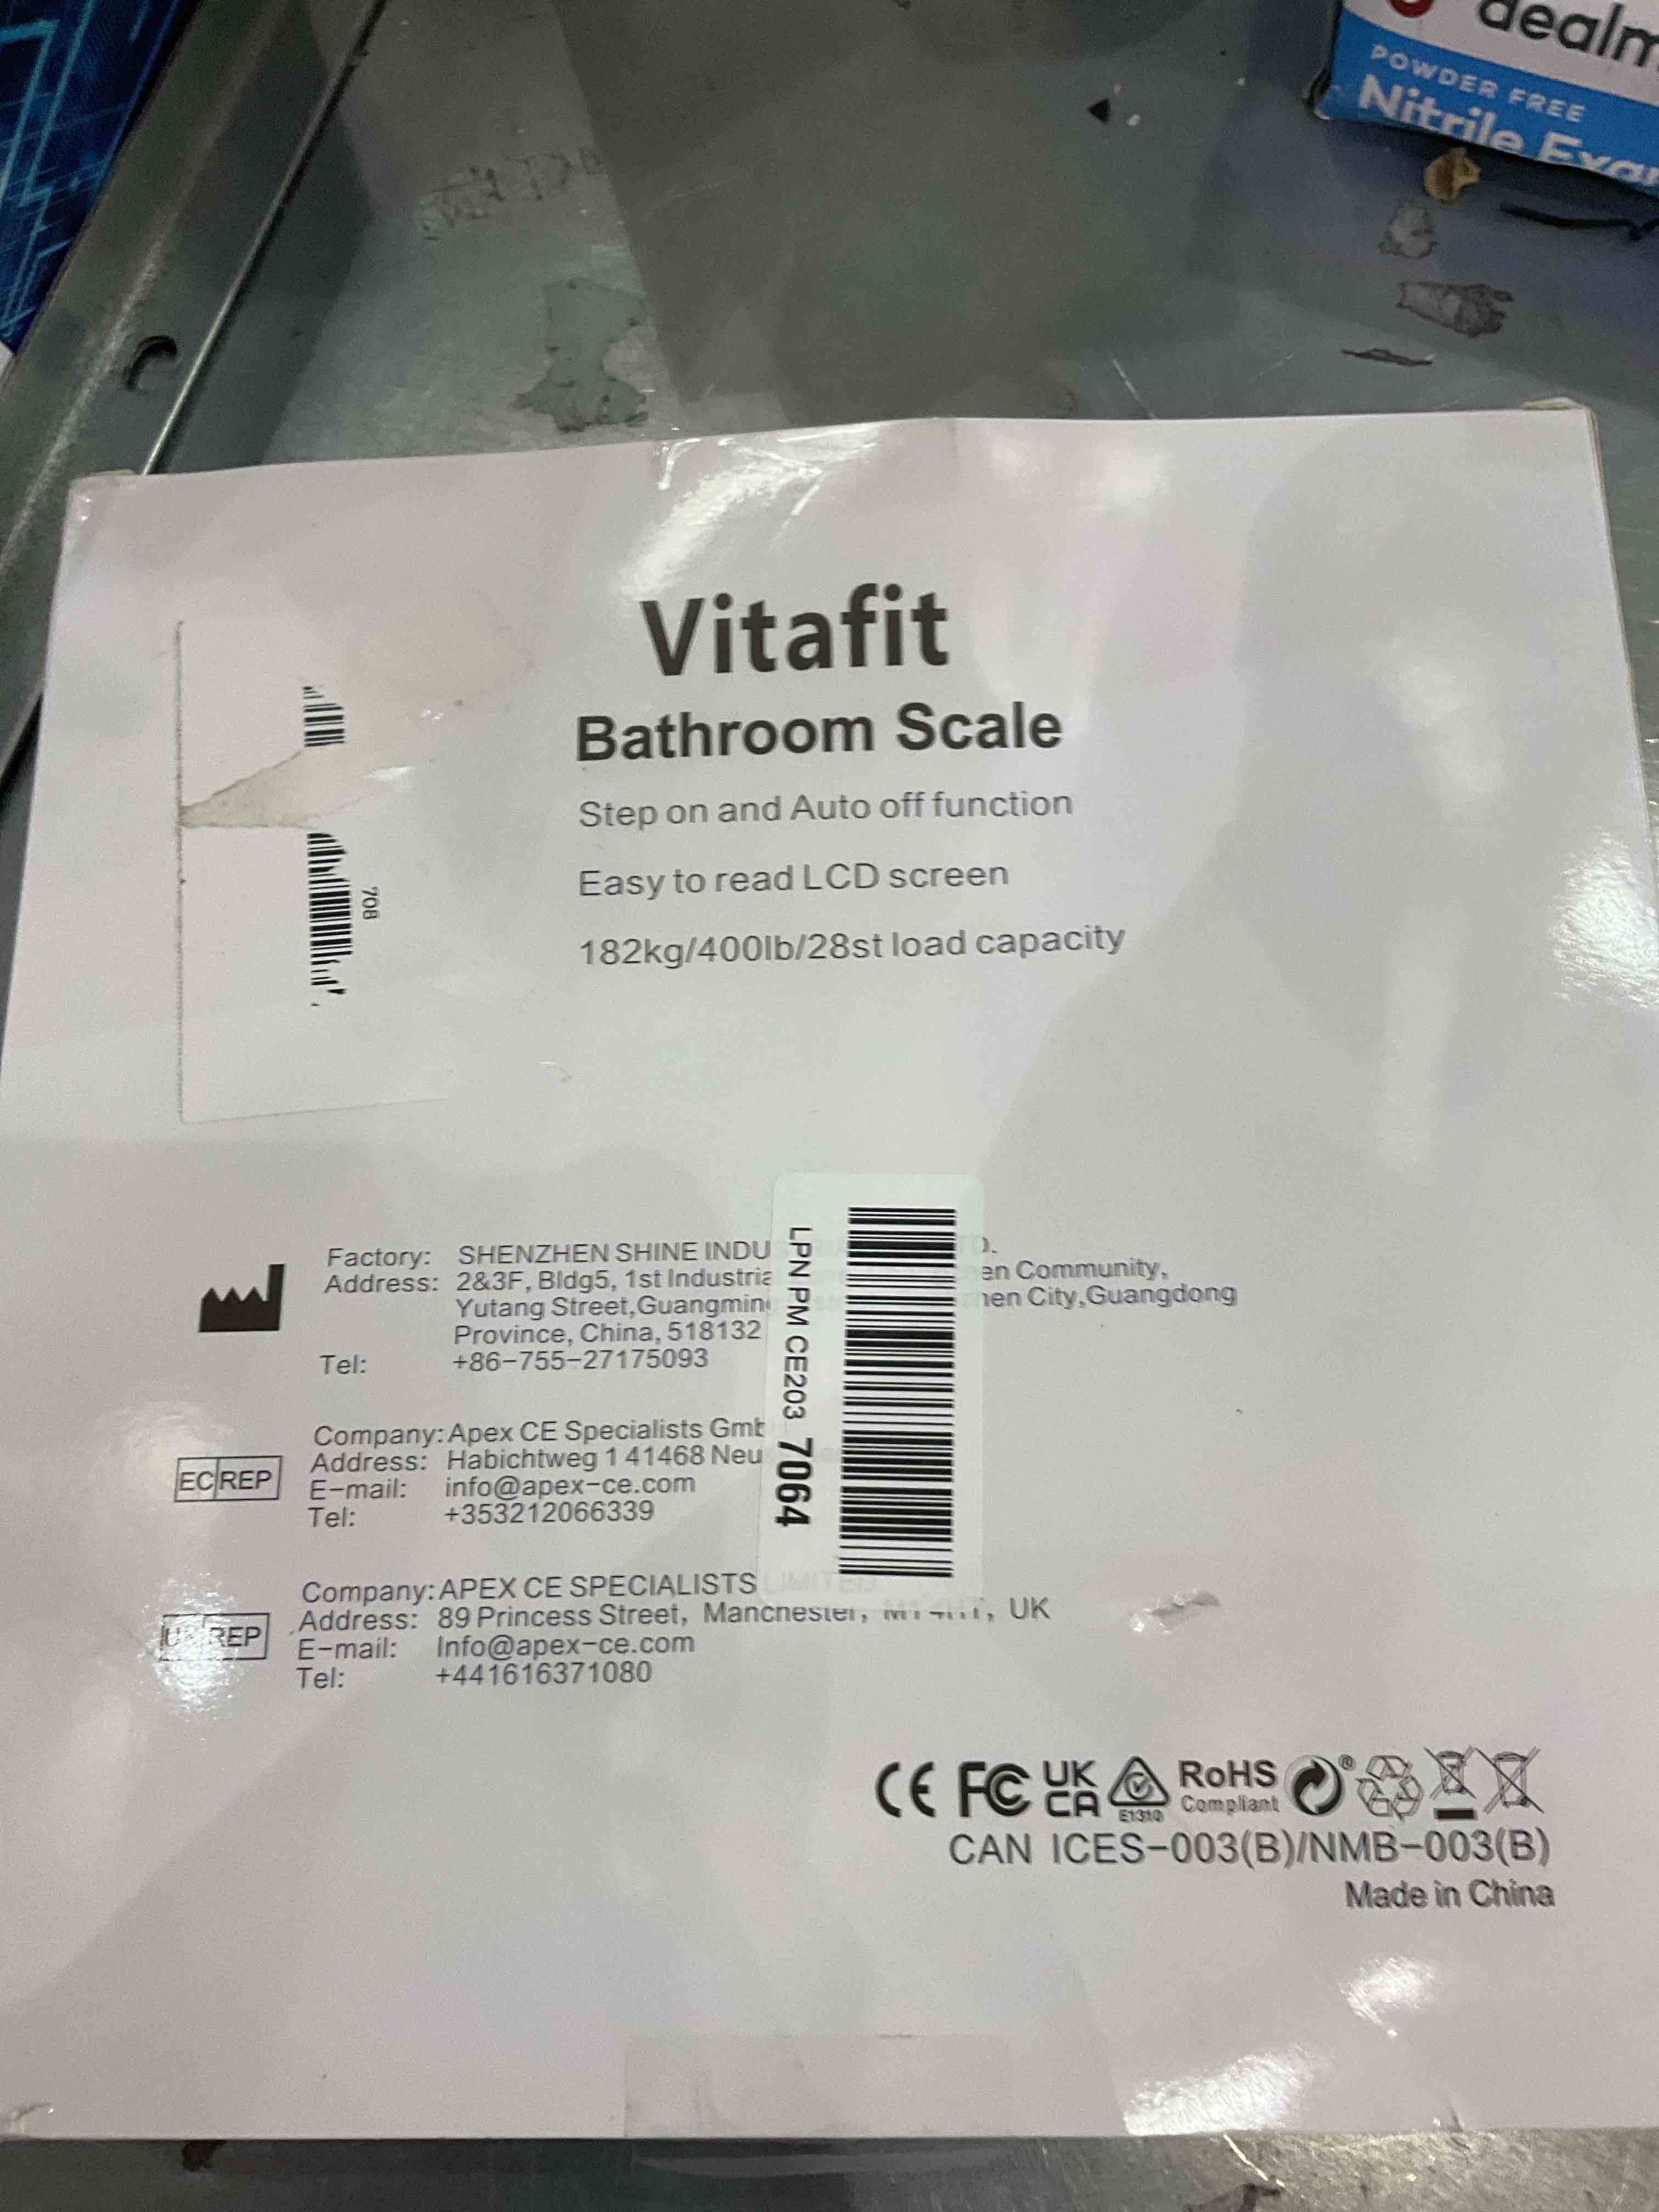 dealm
POWDER FREE
Nitrile Exam
Vitafit
Bathroom Scale
Step on and Auto off function
Easy to read LCD screen
182kg/400lb/28st load capacity
708
Factory: SHENZHEN SHINE INDU
Address: 2&3F, Bldg5, 1st Industria en Community,
Yutang Street,Guangming hen City,Guangdong
Province, China, 518132
Tel: +86-755-27175093
LPN PM CE203 7064
EC REP
Company: Apex CE Specialists Gmb
Address: Habichtweg 1 41468 Neu
E-mail: info@apex-ce.com
Tel: +353212066339
REP
Company: APEX CE SPECIALISTS LIMITED
Address: 89 Princess Street, Manchester, UK
E-mail: Info@apex-ce.com
Tel: +441616371080
CE FC UK CA E1310 RoHS Compliant ®
CAN ICES-003(B)/NMB-003(B)
Made in China